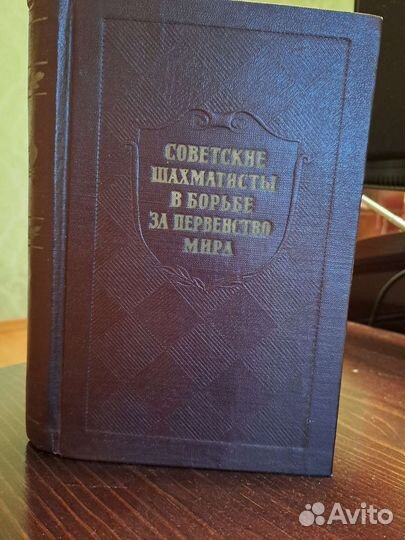 СОВЕТСКИЕ
ШАХМАТИСТЫ
В БОРЬБЕ
ЗА ПЕРВЕНСТВО
МИРА
Avito